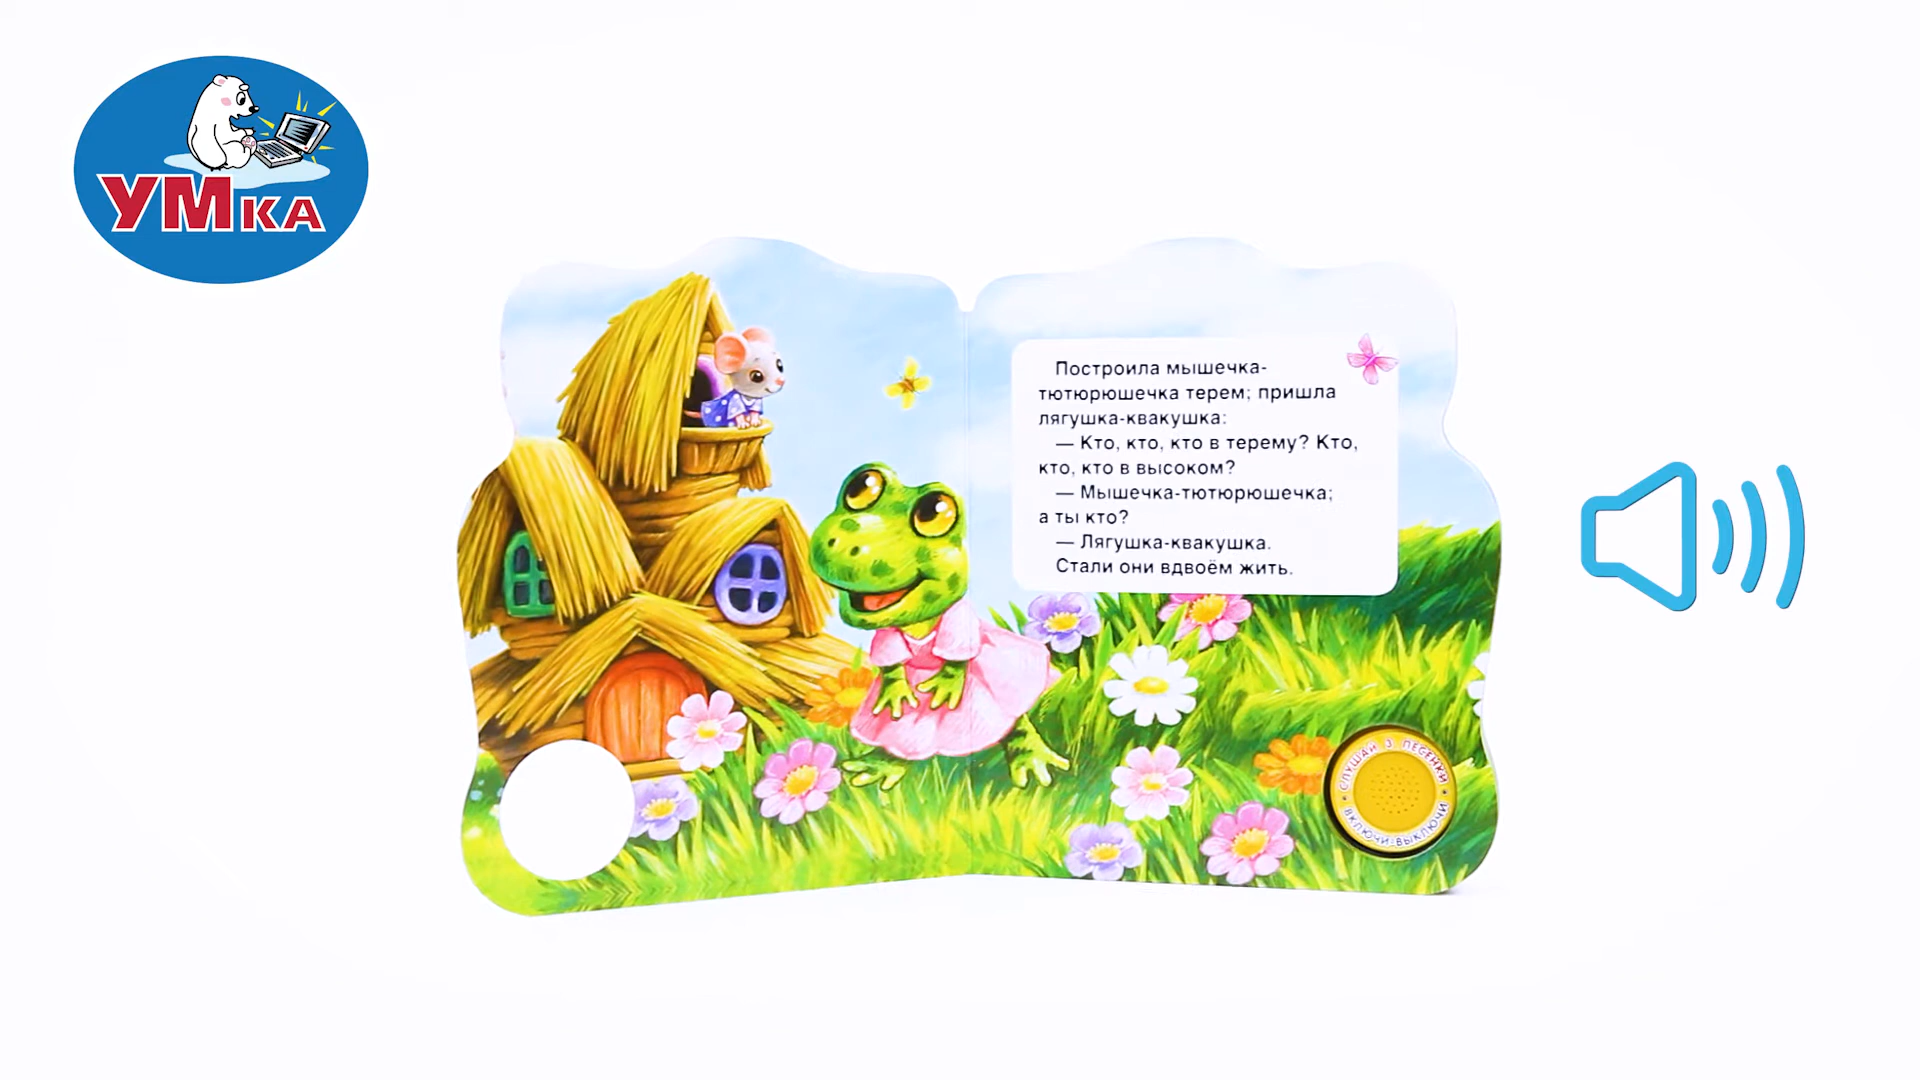 УМка
Построила мышечка-
тютюрюшечка терем; пришла
лягушка-квакушка:
— Кто, кто, кто в терему? Кто,
кто, кто в высоком?
— Мышечка-тютюрюшечка;
а ты кто?
— Лягушка-квакушка.
Стали они вдвоём жить.
СЛУШАЙ 3 ПЕСЕНКИ
ВКЛЮЧИ-ВЫКЛЮЧИ